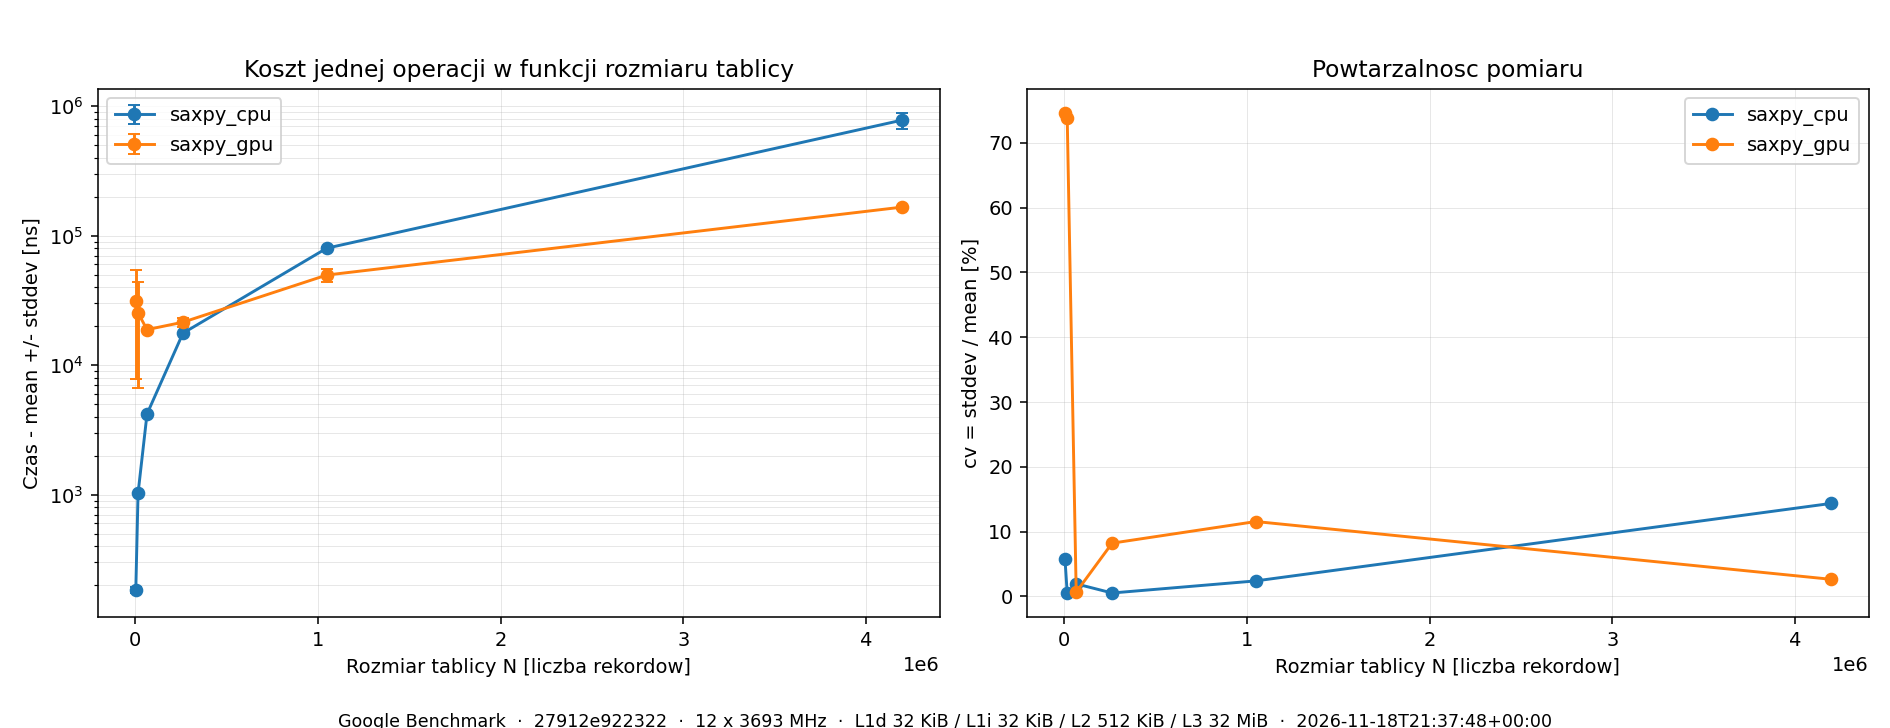 Koszt jednej operacji w funkcji rozmiaru tablicy
10⁶
10⁵
10⁴
10³
Czas - mean +/- stddev [ns]
saxpy_cpu
saxpy_gpu
0 1 2 3 4
1e6
Rozmiar tablicy N [liczba rekordow]
Powtarzalnosc pomiaru
70
60
50
40
30
20
10
0
cv = stddev / mean [%]
saxpy_cpu
saxpy_gpu
0 1 2 3 4
1e6
Rozmiar tablicy N [liczba rekordow]
Google Benchmark · 27912e922322 · 12 x 3693 MHz · L1d 32 KiB / L1i 32 KiB / L2 512 KiB / L3 32 MiB · 2026-11-18T21:37:48+00:00